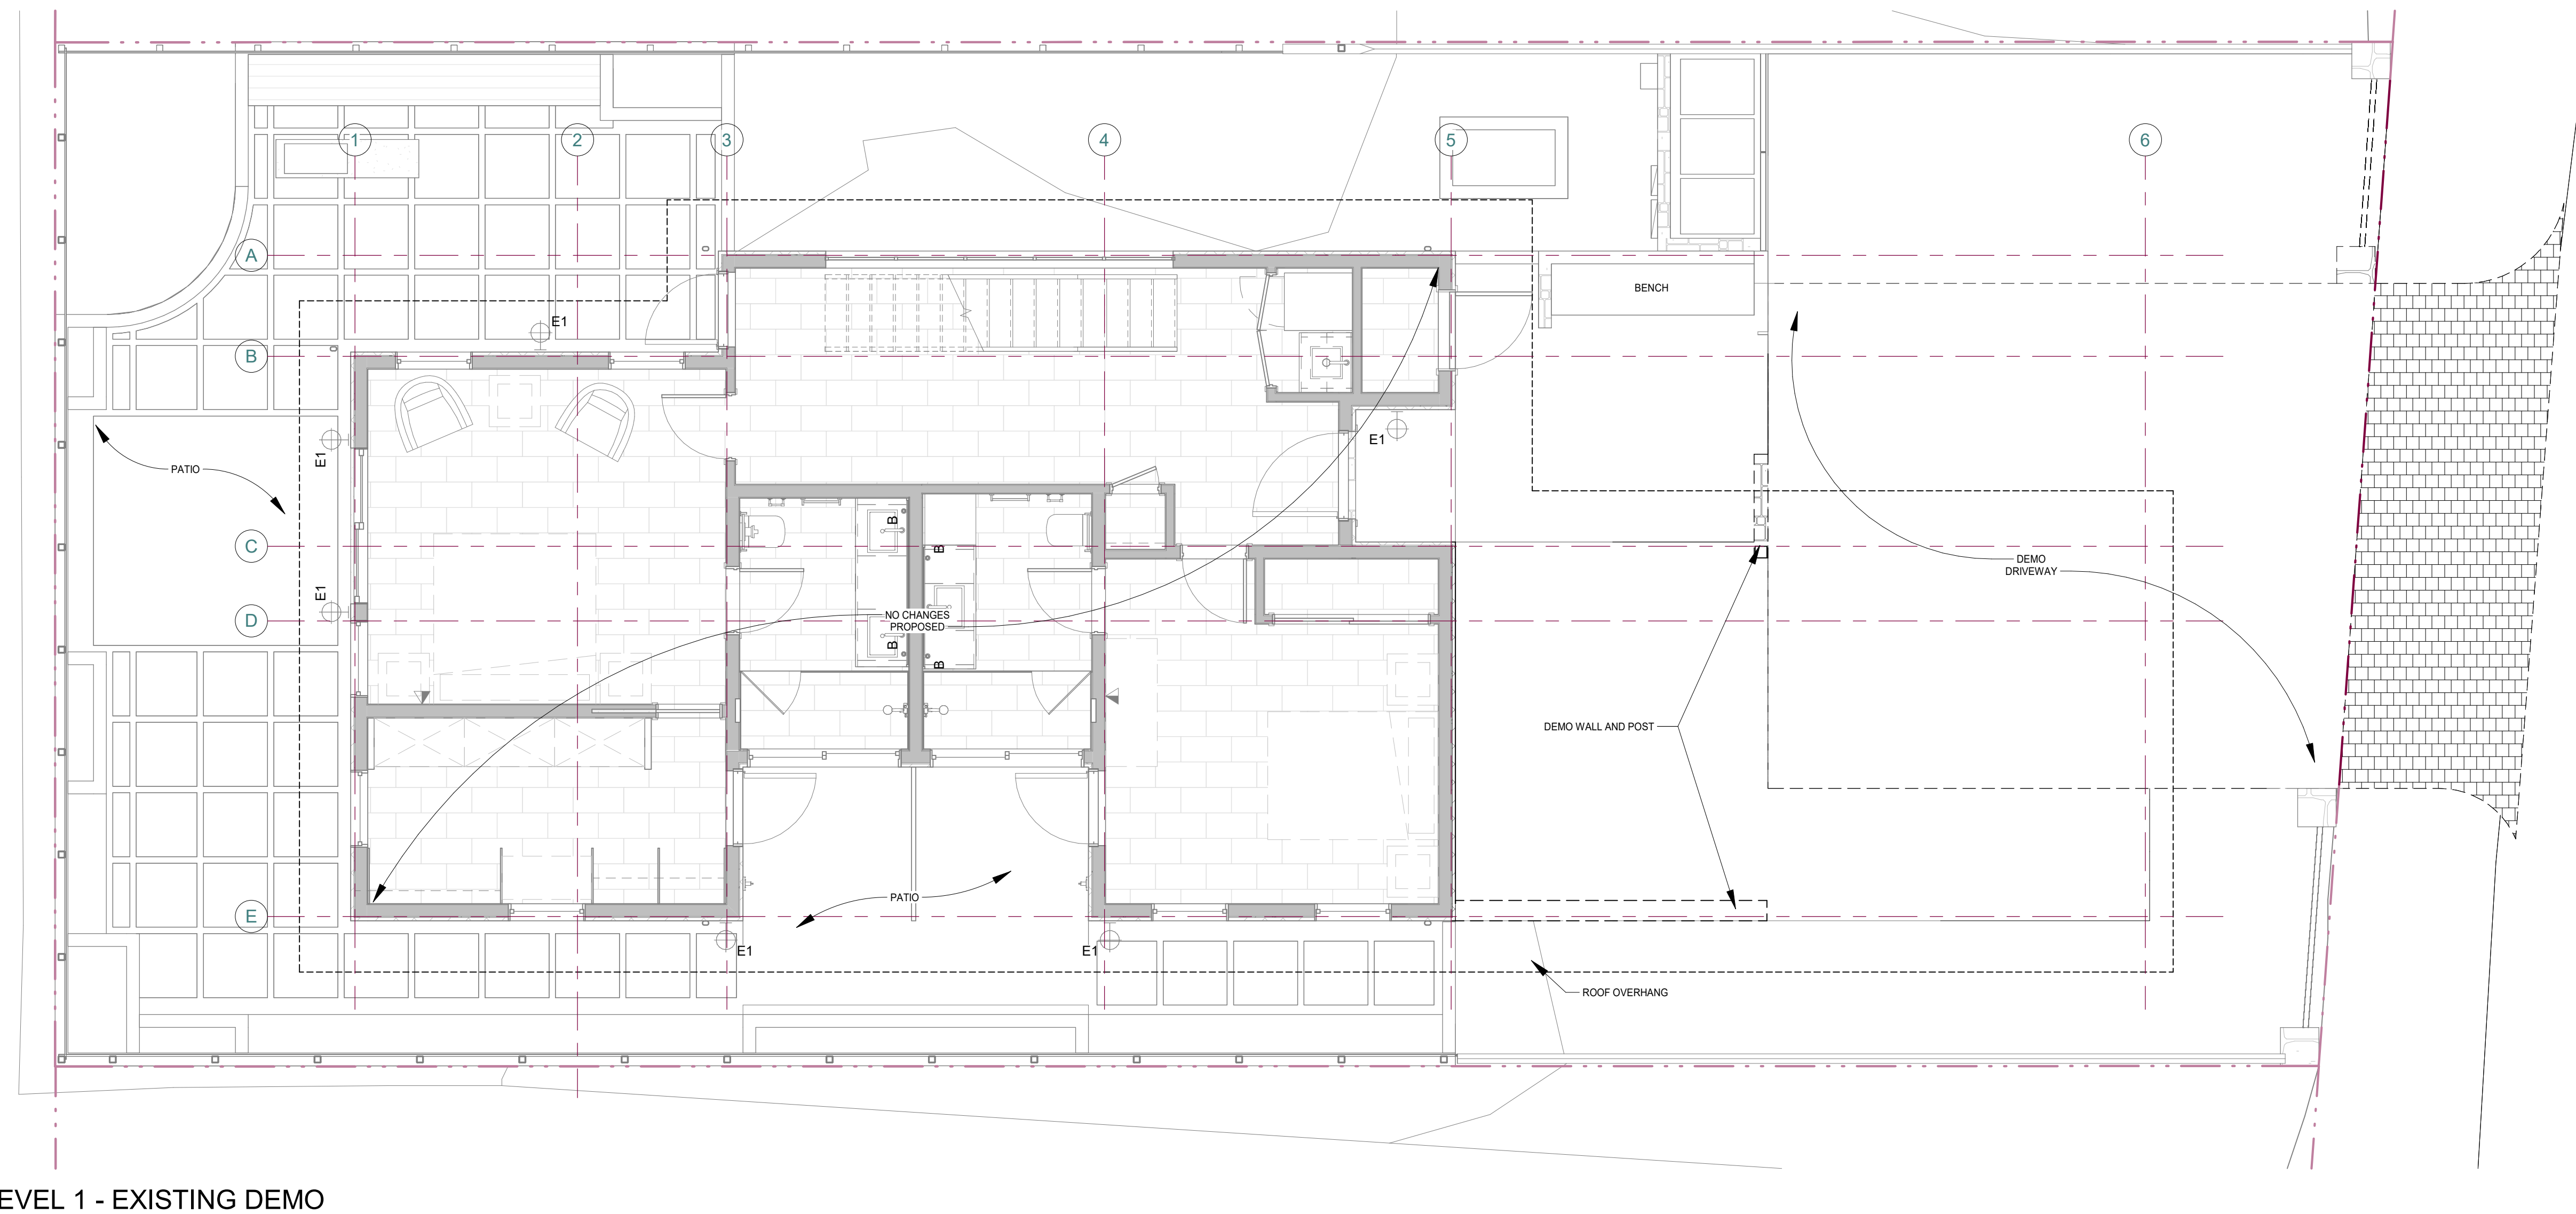 1
2
3
4
5
6
A
E1
BENCH
B
E1
PATIO
E1
B
C
B
DEMO
DRIVEWAY
E1
NO CHANGES
PROPOSED
D
B
B
DEMO WALL AND POST
PATIO
E
E1
E1
ROOF OVERHANG
EVEL 1 - EXISTING DEMO